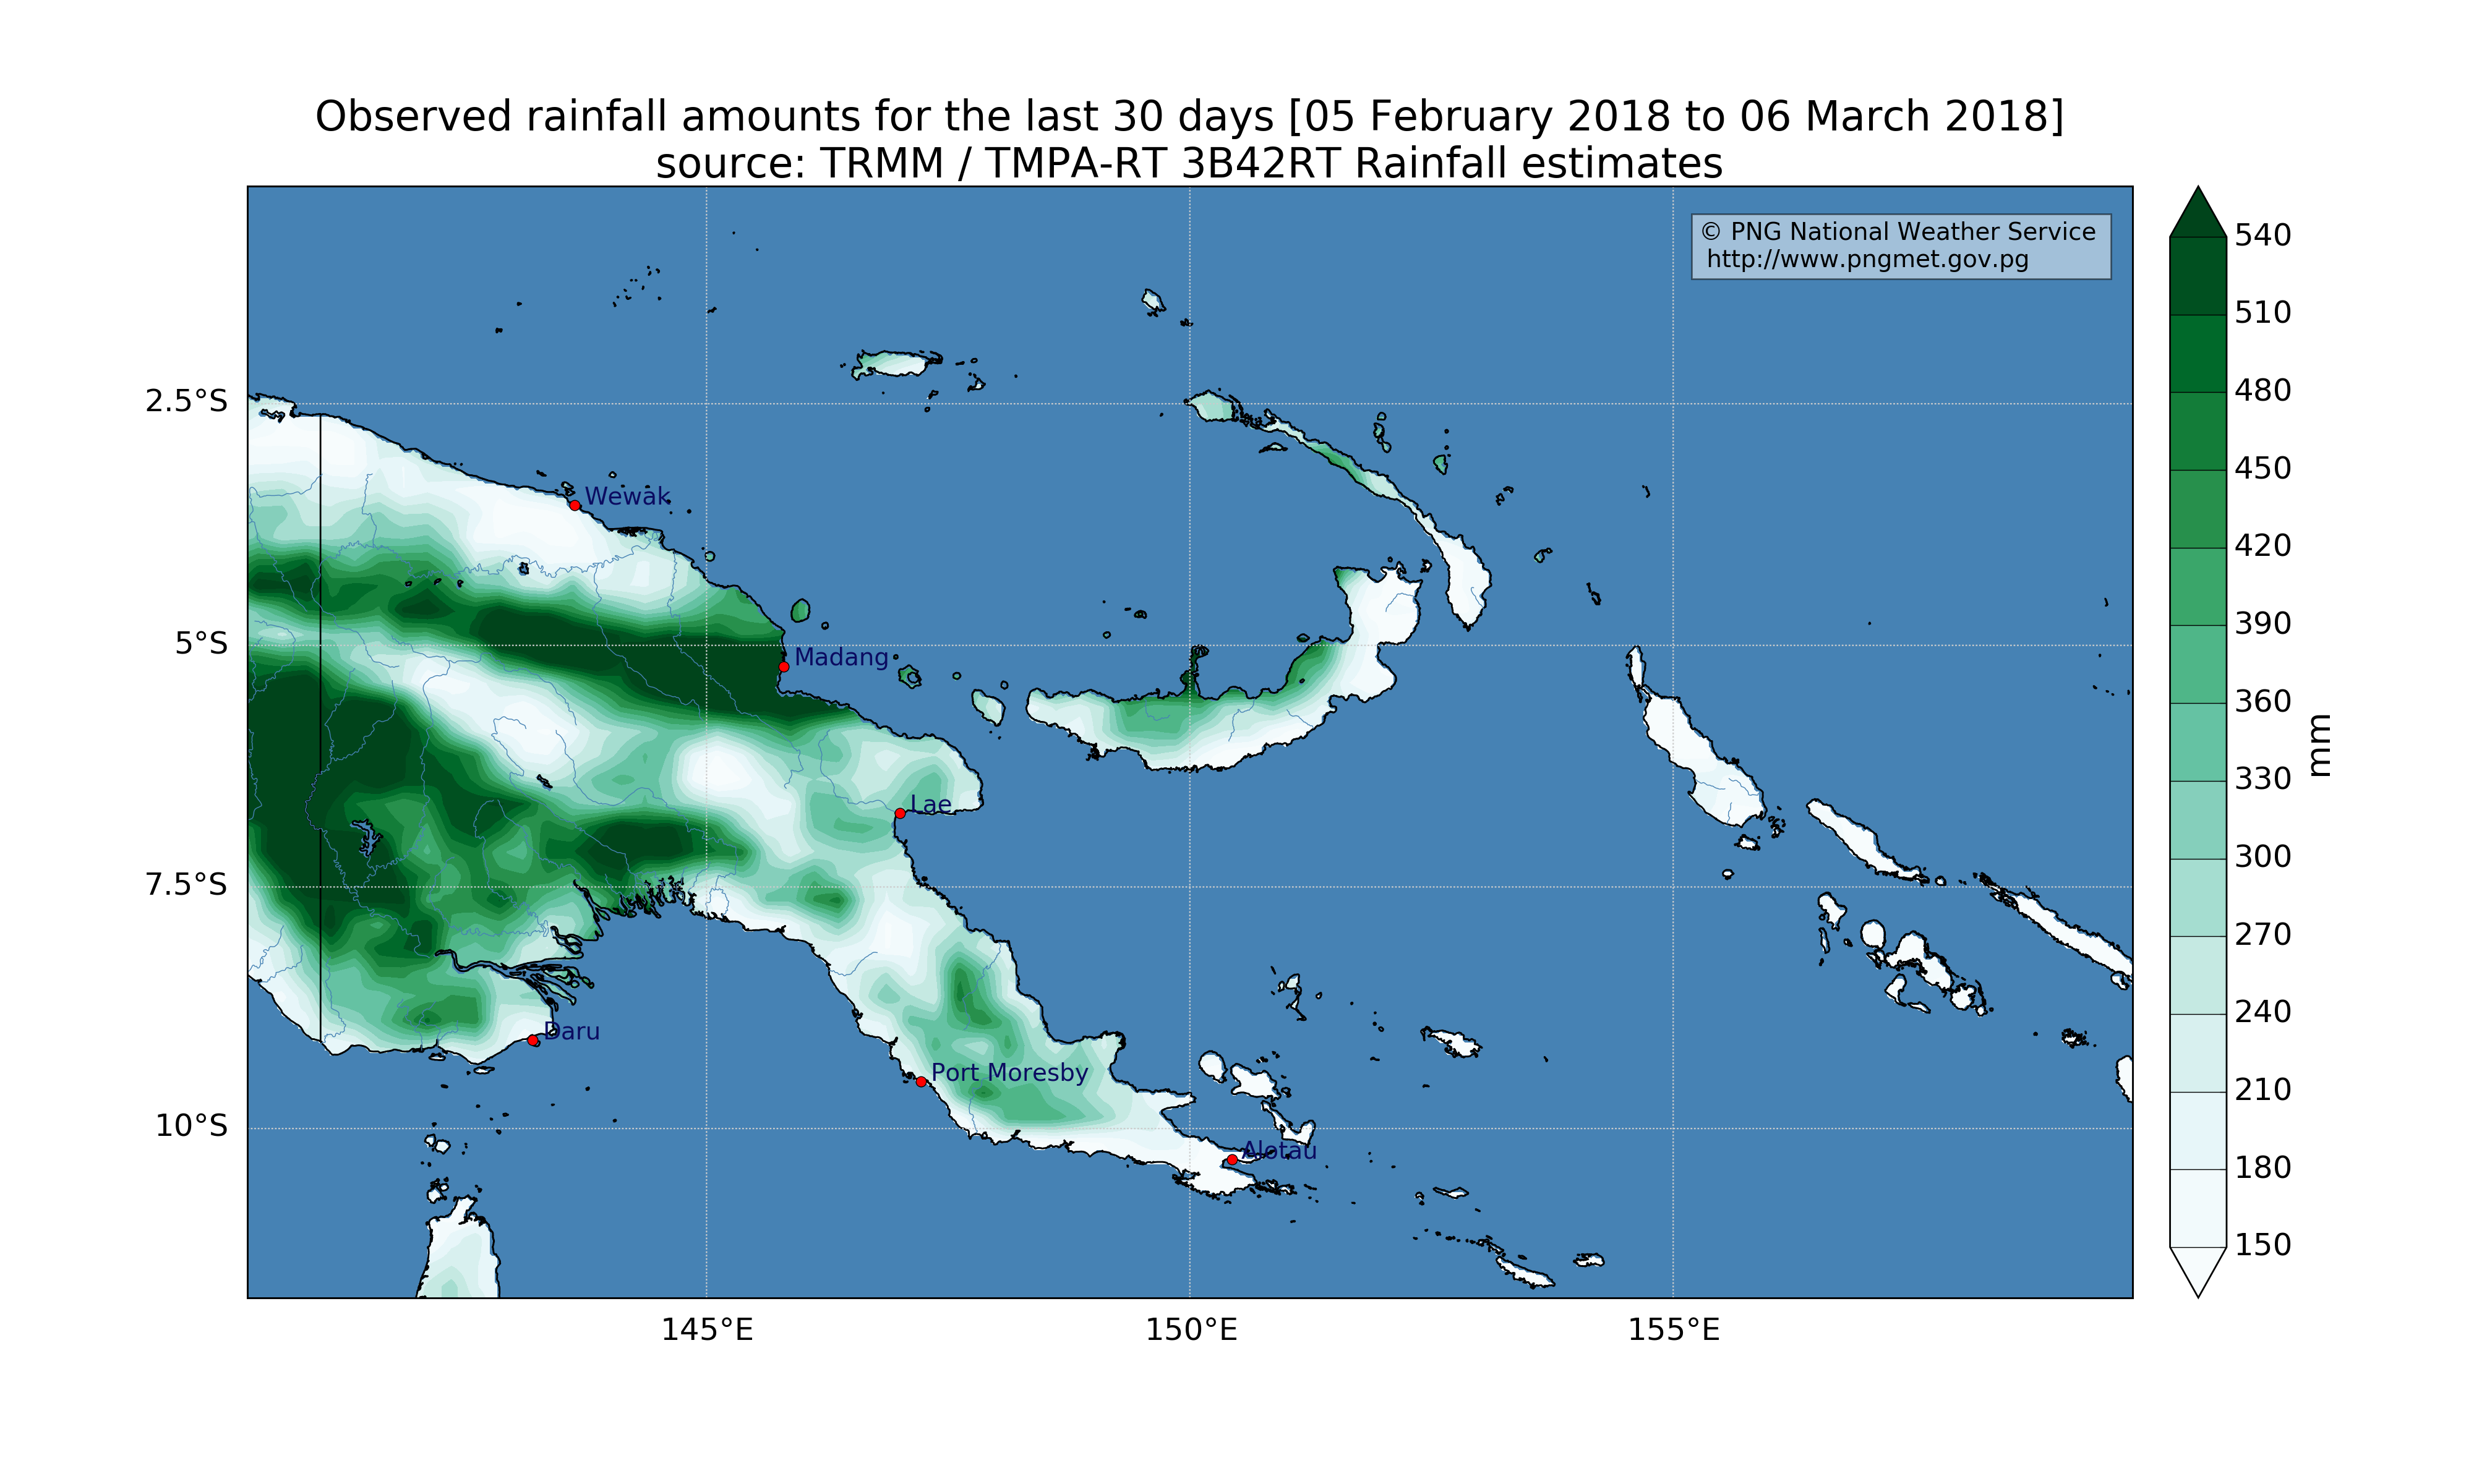 Observed rainfall amounts for the last 30 days [05 February 2018 to 06 March 2018]
source: TRMM / TMPA-RT 3B42RT Rainfall estimates
© PNG National Weather Service
http://www.pngmet.gov.pg
2.5°S
5°S
7.5°S
10°S
Wewak
Madang
Lae
Daru
Port Moresby
Alotau
145°E
150°E
155°E
540
510
480
450
420
390
360
330
300
270
240
210
180
150
mm